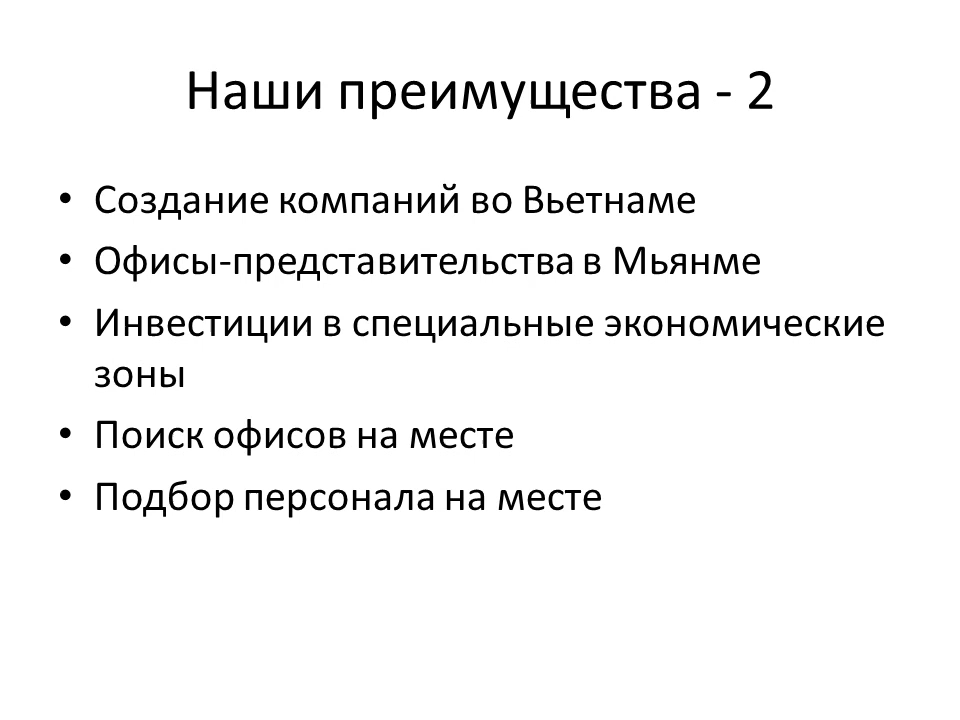 Наши преимущества - 2
• Создание компаний во Вьетнаме
• Офисы-представительства в Мьянме
• Инвестиции в специальные экономические
зоны
• Поиск офисов на месте
• Подбор персонала на месте